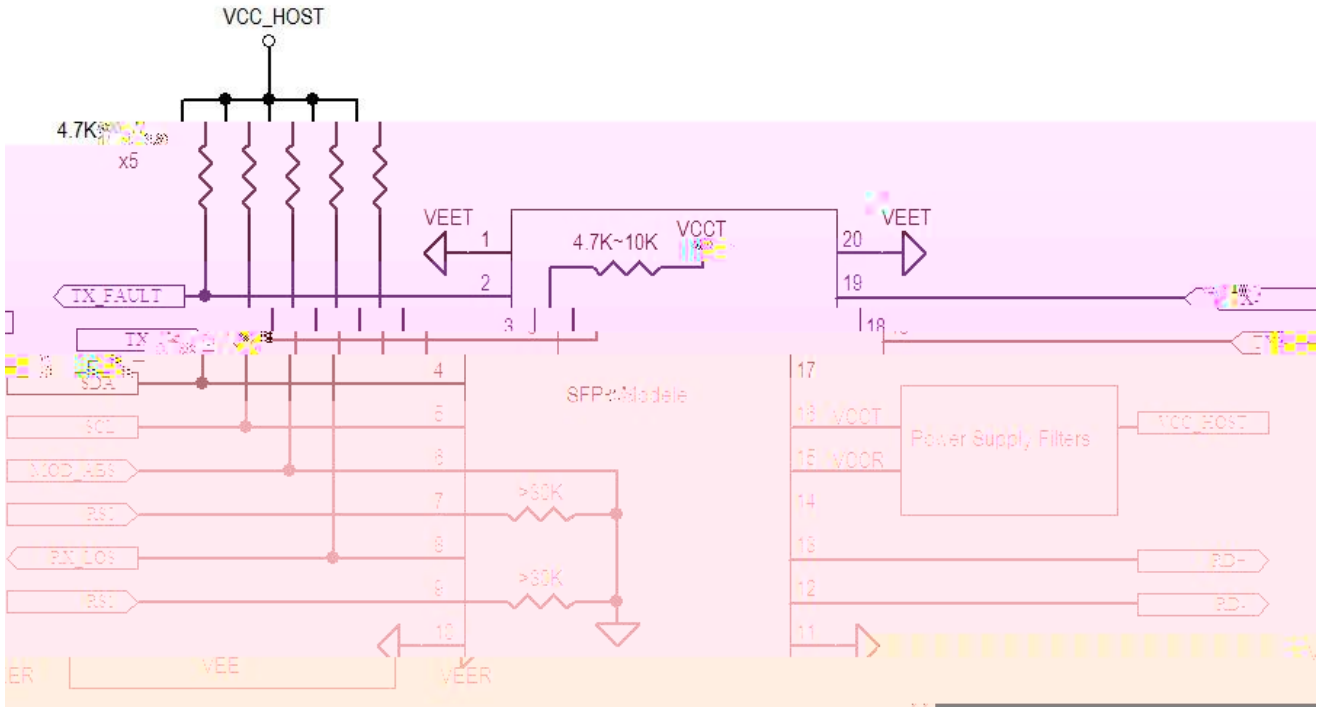 VCC_HOST
4.7K
x5
VEET
1
4.7K~10K
VCCT
20
VEET
2
19
TX_FAULT
3
18
TX
4
17
SDA
5
16 VCCT
Power Supply Filters
VCC_HOST
SCL
6
15 VCCR
MOD_ABS
>30K
7
14
8
13
RX_LOS
RD+
>30K
9
12
RD-
10
11
VEE
VEER
ER